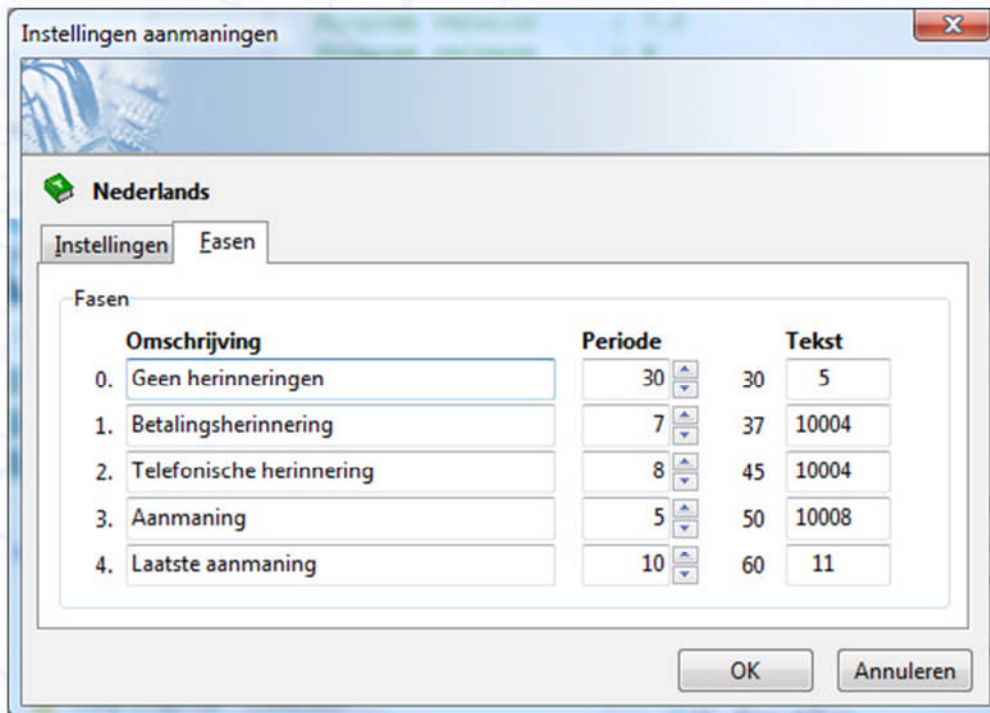 Instellingen aanmaningen
Nederlands
Instellingen Fasen
Fasen
Omschrijving Periode Tekst
0. Geen herinneringen 30 30 5
1. Betalingsherinnering 7 37 10004
2. Telefonische herinnering 8 45 10004
3. Aanmaning 5 50 10008
4. Laatste aanmaning 10 60 11
OK Annuleren